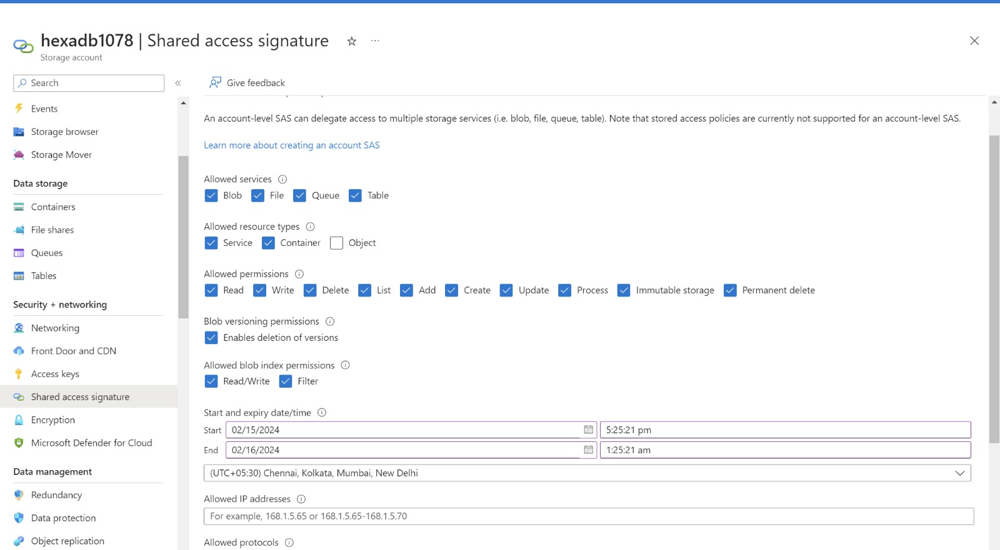 hexadb1078 | Shared access signature
Storage account
Search
Give feedback
Events
Storage browser
Storage Mover
Data storage
Containers
File shares
Queues
Tables
Security + networking
Networking
Front Door and CDN
Access keys
Shared access signature
Encryption
Microsoft Defender for Cloud
Data management
Redundancy
Data protection
Object replication
An account-level SAS can delegate access to multiple storage services (i.e. blob, file, queue, table). Note that stored access policies are currently not supported for an account-level SAS.
Learn more about creating an account SAS
Allowed services
Blob File Queue Table
Allowed resource types
Service Container Object
Allowed permissions
Read Write Delete List Add Create Update Process Immutable storage Permanent delete
Blob versioning permissions
Enables deletion of versions
Allowed blob index permissions
Read/Write Filter
Start and expiry date/time
Start 02/15/2024 5:25:21 pm
End 02/16/2024 1:25:21 am
(UTC+05:30) Chennai, Kolkata, Mumbai, New Delhi
Allowed IP addresses
For example, 168.1.5.65 or 168.1.5.65-168.1.5.70
Allowed protocols